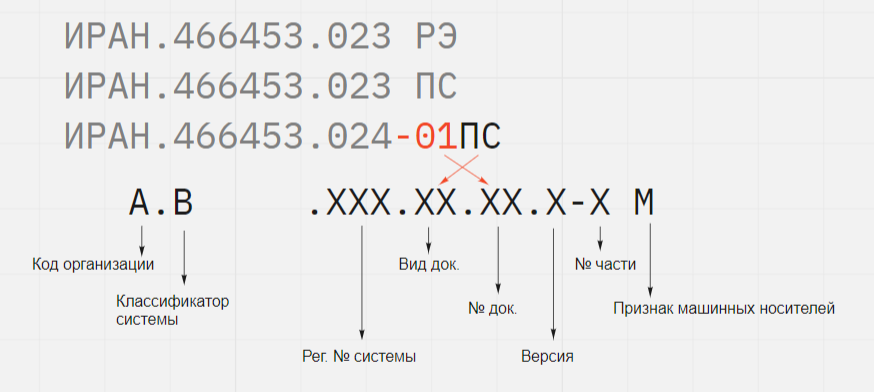 ИРАН.466453.023 РЭ
ИРАН.466453.023 ПС
ИРАН.466453.024-01ПС
А.В .XXX.XX.XX.X-X М
Код организации
Вид док.
№ части
Классификатор
системы
№ док.
Признак машинных носителей
Рег. № системы
Версия